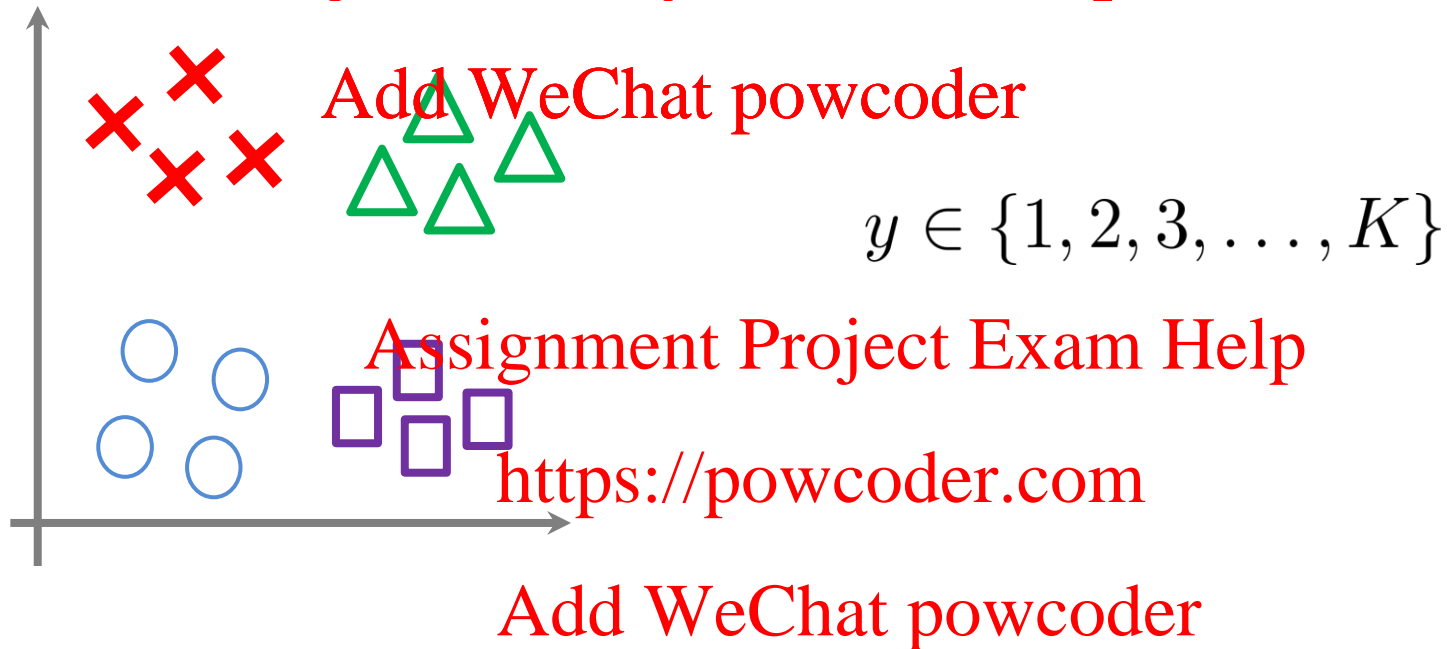 Add WeChat powcoder
y ∈ {1, 2, 3, . . . , K}
Assignment Project Exam Help
https://powcoder.com
Add WeChat powcoder